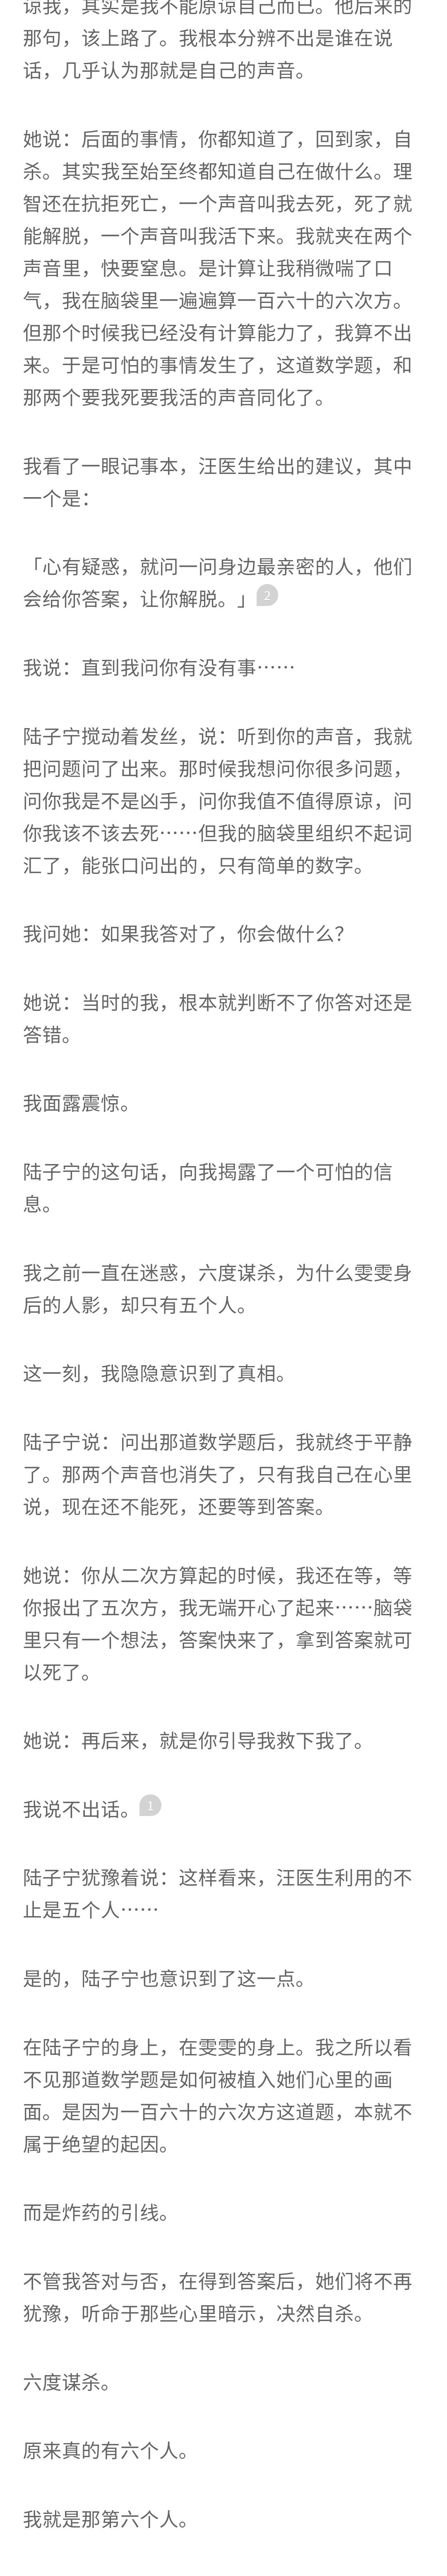 谅我，其实是我不能原谅自己而已。他后来的
那句，该上路了。我根本分辨不出是谁在说
话，几乎认为那就是自己的声音。
她说：后面的事情，你都知道了，回到家，自
杀。其实我至始至终都知道自己在做什么。理
智还在抗拒死亡，一个声音叫我去死，死了就
能解脱，一个声音叫我活下来。我就夹在两个
声音里，快要窒息。是计算让我稍微喘了口
气，我在脑袋里一遍遍算一百六十的六次方。
但那个时候我已经没有计算能力了，我算不出
来。于是可怕的事情发生了，这道数学题，和
那两个要我死要我活的声音同化了。
我看了一眼记事本，汪医生给出的建议，其中
一个是：
「心有疑惑，就问一问身边最亲密的人，他们
会给你答案，让你解脱。」2
我说：直到我问你有没有事……
陆子宁搅动着发丝，说：听到你的声音，我就
把问题问了出来。那时候我想问你很多问题，
问你我是不是凶手，问你我值不值得原谅，问
你我该不该去死……但我的脑袋里组织不起词
汇了，能张口问出的，只有简单的数字。
我问她：如果我答对了，你会做什么？
她说：当时的我，根本就判断不了你答对还是
答错。
我面露震惊。
陆子宁的这句话，向我揭露了一个可怕的信
息。
我之前一直在迷惑，六度谋杀，为什么雯雯身
后的人影，却只有五个人。
这一刻，我隐隐意识到了真相。
陆子宁说：问出那道数学题后，我就终于平静
了。那两个声音也消失了，只有我自己在心里
说，现在还不能死，还要等到答案。
她说：你从二次方算起的时候，我还在等，等
你报出了五次方，我无端开心了起来……脑袋
里只有一个想法，答案快来了，拿到答案就可
以死了。
她说：再后来，就是你引导我救下我了。
我说不出话。1
陆子宁犹豫着说：这样看来，汪医生利用的不
止是五个人……
是的，陆子宁也意识到了这一点。
在陆子宁的身上，在雯雯的身上。我之所以看
不见那道数学题是如何被植入她们心里的画
面。是因为一百六十的六次方这道题，本就不
属于绝望的起因。
而是炸药的引线。
不管我答对与否，在得到答案后，她们将不再
犹豫，听命于那些心里暗示，决然自杀。
六度谋杀。
原来真的有六个人。
我就是那第六个人。